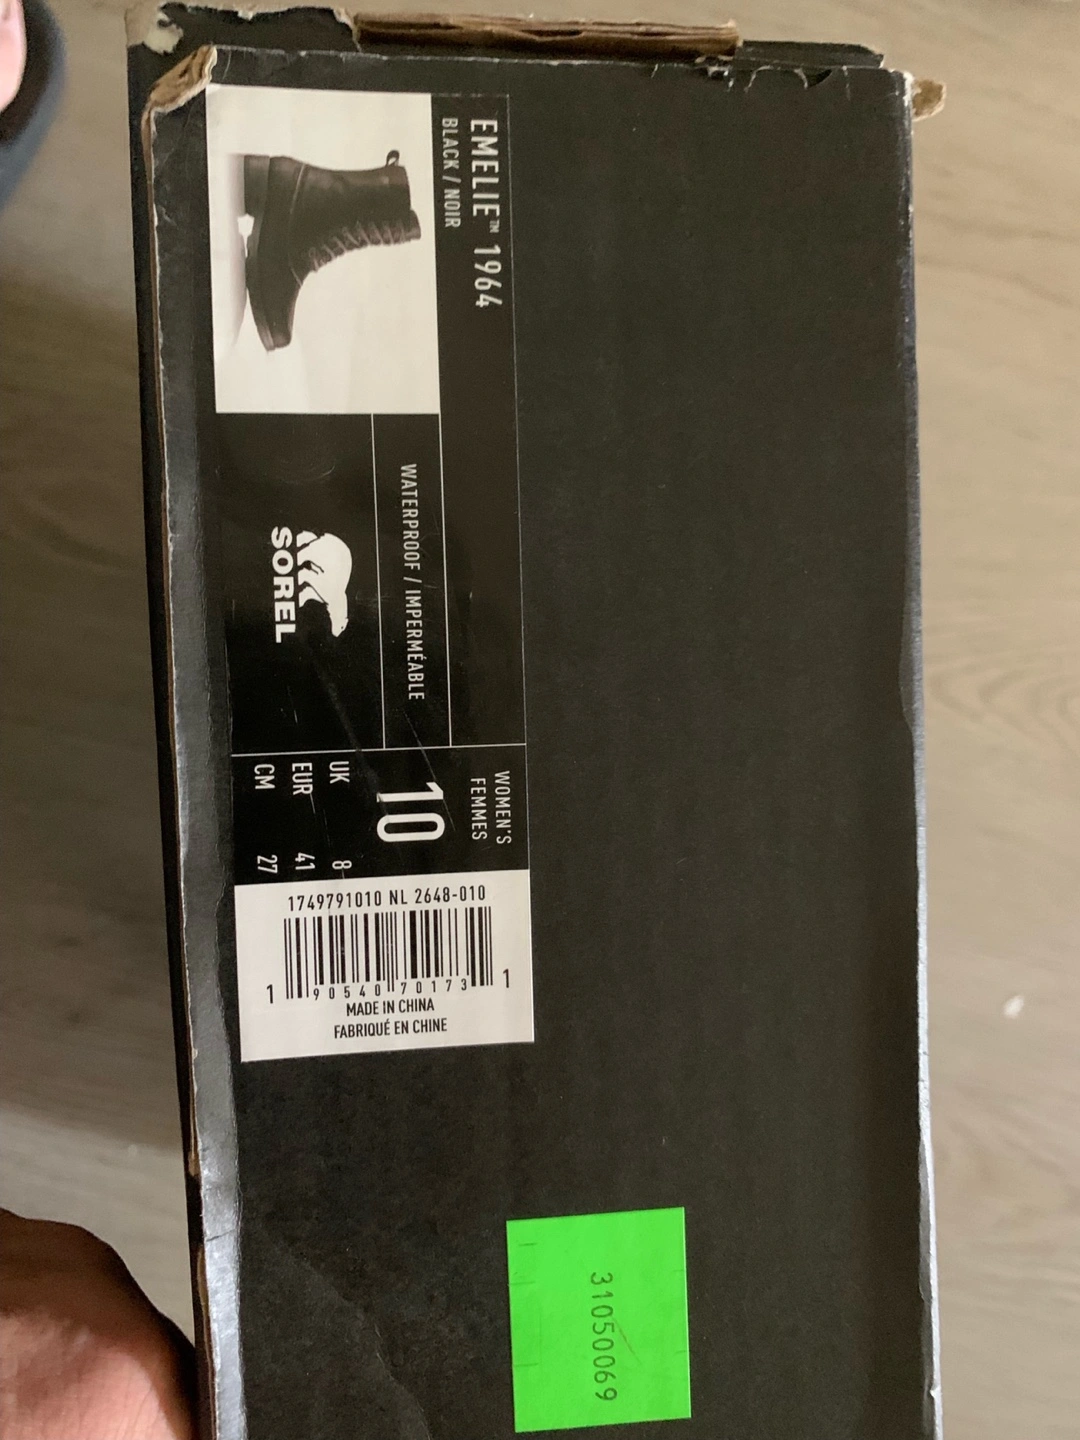 EMELIE™ 1964
BLACK / NOIR
WATERPROOF / IMPERMÉABLE
SOREL
WOMEN'S
FEMMES
10
UK 8
EUR 41
CM 27
1749791010 NL 2648-010
1 90540 70173 1
MADE IN CHINA
FABRIQUÉ EN CHINE
31050069